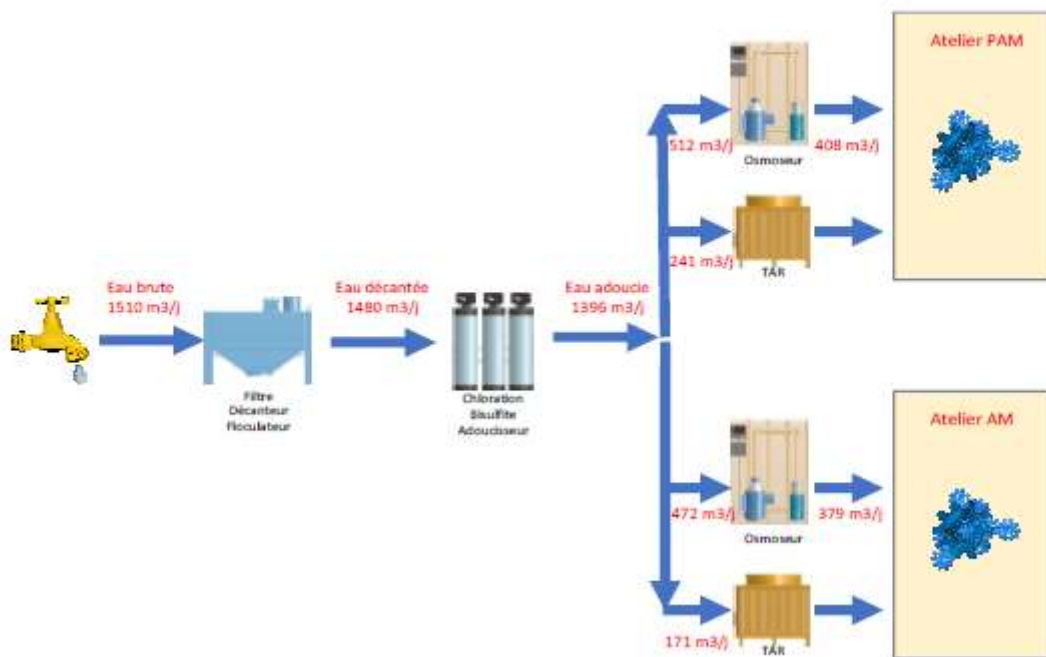 Atelier PAM
512 m3/j
408 m3/j
Osmoseur
241 m3/j
TAR
Eau brute
1510 m3/j
Eau décantée
1480 m3/j
Eau adoucie
1396 m3/j
Filtre
Décanteur
Floculateur
Chloration
Bisulfite
Adoucisseur
Atelier AM
472 m3/j
379 m3/j
Osmoseur
171 m3/j
TAR